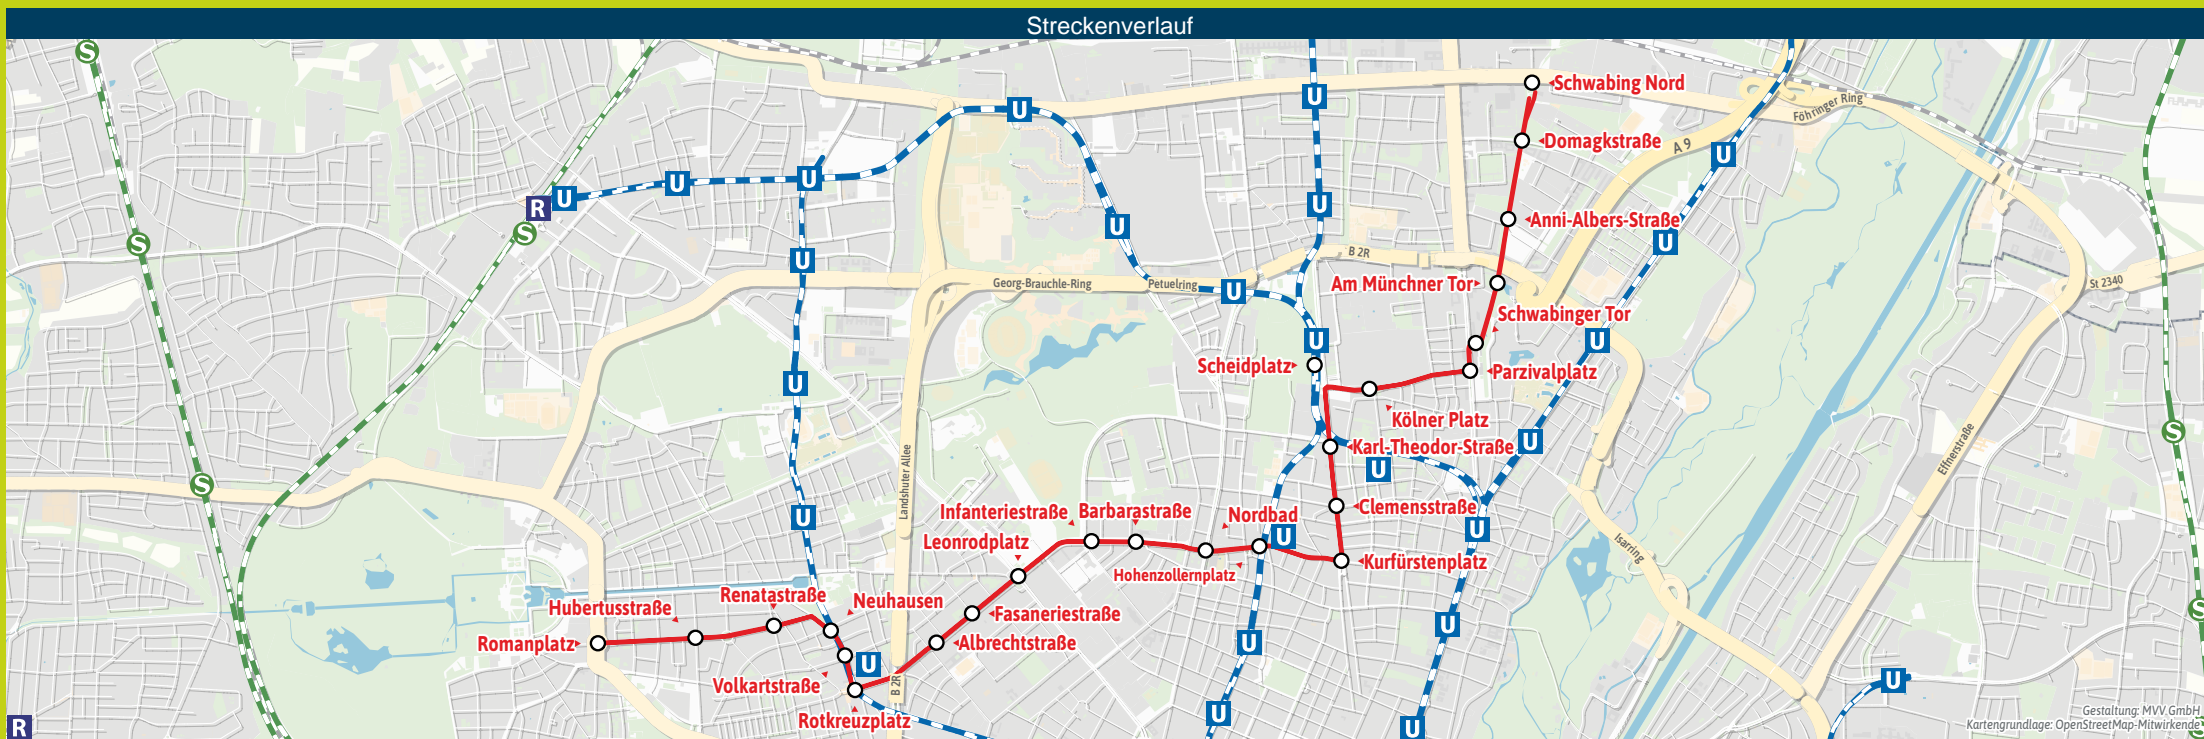 Streckenverlauf
S
U
U
Schwabing Nord
Föhringer Ring
Domagkstraße
A 9
U
U
U
U
R
U
U
Anni-Albers-Straße
S
S
U
U
U
B 2R
Georg-Brauchle-Ring
Petuelring
U
Am Münchner Tor
St 2340
Schwabinger Tor
U
U
Scheidplatz
Parzivalplatz
U
Kölner Platz
S
Effnerstraße
Karl-Theodor-Straße
U
U
Landshuter Allee
S
Clemensstraße
Infanteriestraße
Barbarastraße
Nordbad
U
U
U
Leonrodplatz
Isarring
Kurfürstenplatz
Hohenzollernplatz
Renatastraße
Neuhausen
Hubertusstraße
Fasaneriestraße
S
U
Romanplatz
Albrechtstraße
U
U
Volkartstraße
B 2R
U
Rotkreuzplatz
U
U
R
Gestaltung: MVV GmbH
Kartengrundlage: OpenStreetMap-Mitwirkende